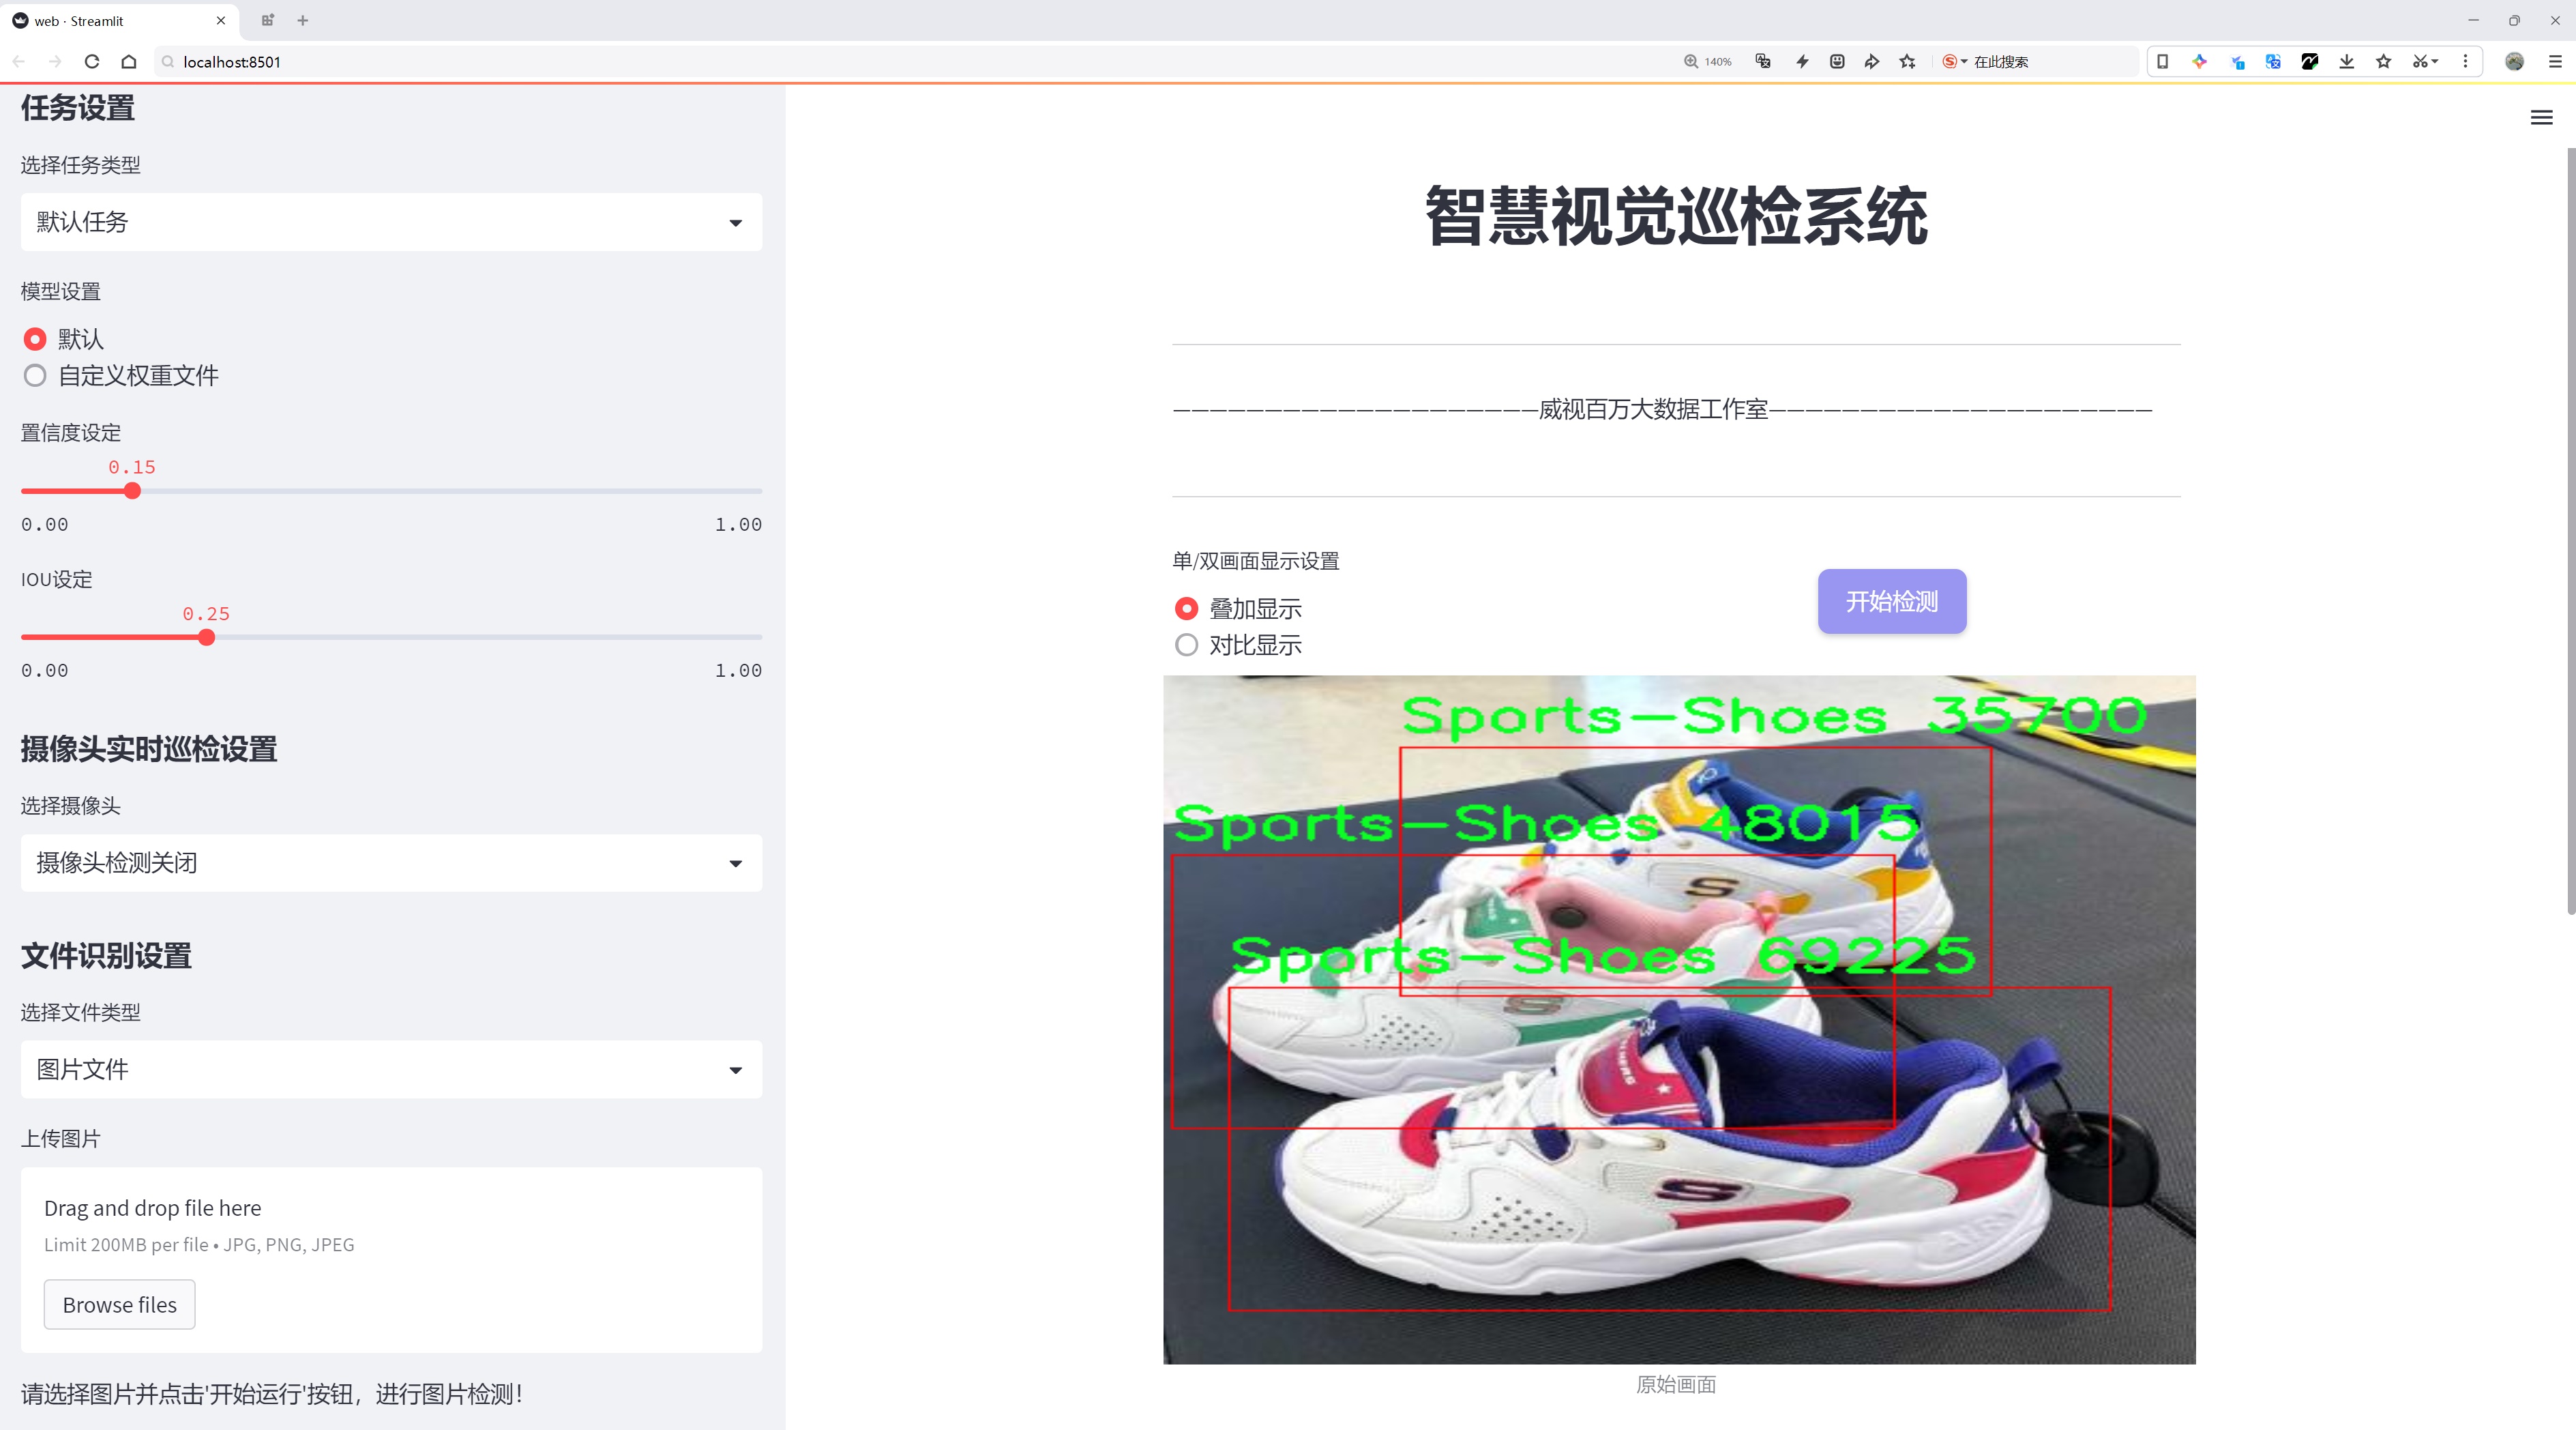 web · Streamlit
localhost:8501
140%
在此搜索
任务设置
选择任务类型
默认任务
模型设置
默认
自定义权重文件
置信度设定
0.15
0.00 1.00
IOU设定
0.25
0.00 1.00
摄像头实时巡检设置
选择摄像头
摄像头检测关闭
文件识别设置
选择文件类型
图片文件
上传图片
Drag and drop file here
Limit 200MB per file • JPG, PNG, JPEG
Browse files
请选择图片并点击'开始运行'按钮，进行图片检测！
智慧视觉巡检系统
—————————————————————威视百万大数据工作室—————————————————————
单/双画面显示设置
叠加显示
对比显示
开始检测
Sports-Shoes 35700
Sports-Shoes 48015
Sports-Shoes 69225
原始画面